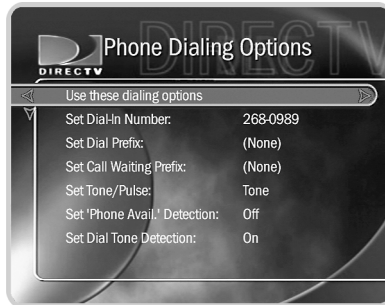 DIRECTV
Phone Dialing Options
DIRECTV
Use these dialing options
Set Dial-In Number: 268-0989
Set Dial Prefix: (None)
Set Call Waiting Prefix: (None)
Set Tone/Pulse: Tone
Set 'Phone Avail.' Detection: Off
Set Dial Tone Detection: On